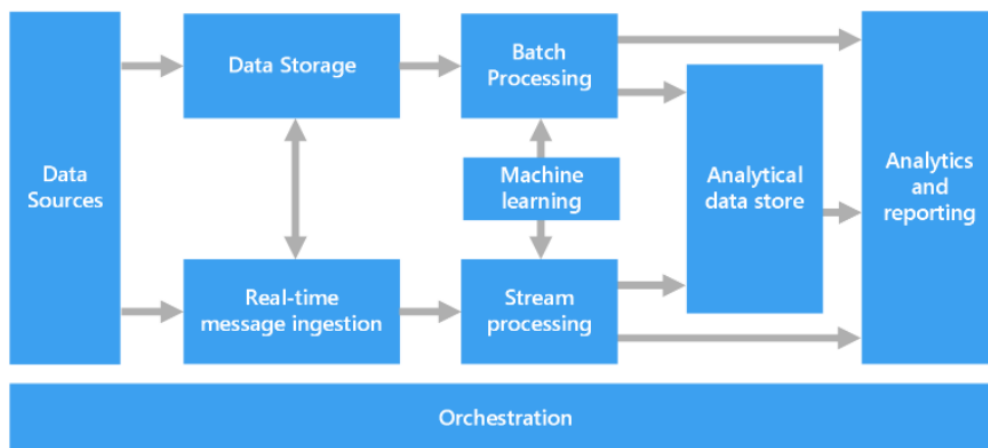 Data
Sources
Data Storage
Real-time
message ingestion
Batch
Processing
Machine
learning
Stream
processing
Analytical
data store
Analytics
and
reporting
Orchestration